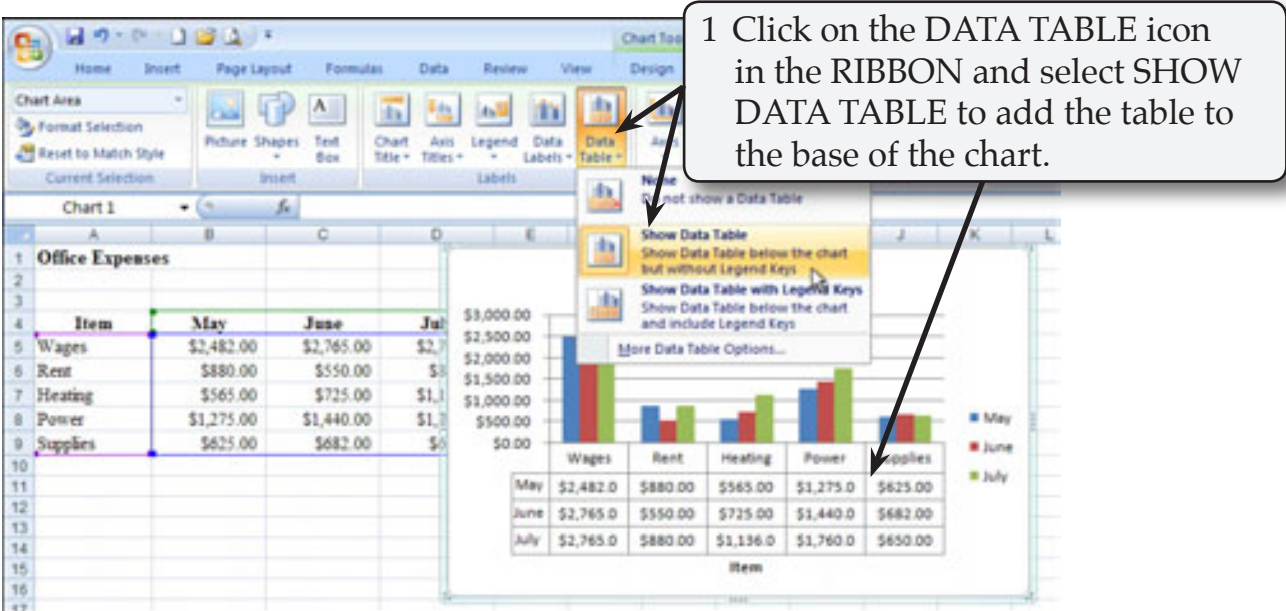 Chart Too
1 Click on the DATA TABLE icon
in the RIBBON and select SHOW
DATA TABLE to add the table to
the base of the chart.
Home Insert Page Layout Formulas Data Review View Design
Chart Area
Format Selection
Reset to Match Style
Current Selection
Picture Shapes Text Box
Insert
Chart Title Axis Titles Legend Data Labels Data Table Axes
Labels
None
Do not show a Data Table
Show Data Table
Show Data Table below the chart
but without Legend Keys
Show Data Table with Legend Keys
Show Data Table below the chart
and include Legend Keys
More Data Table Options...
Chart 1 fx
A B C D E J K L
1 Office Expenses
2
3
4 Item May June Jul
5 Wages $2,482.00 $2,765.00 $2,7
6 Rent $880.00 $550.00
7 Heating $565.00 $725.00 $1,1
8 Power $1,275.00 $1,440.00
9 Supplies $625.00 $682.00
10
11
12
13
14
15
16
17
$3,000.00
$2,500.00
$2,000.00
$1,500.00
$1,000.00
$500.00
$0.00
Wages Rent Heating Power Supplies
May $2,482.0 $880.00 $565.00 $1,275.0 $625.00
June $2,765.0 $550.00 $725.00 $1,440.0 $682.00
July $2,765.0 $880.00 $1,136.0 $1,760.0 $650.00
Item
May
June
July